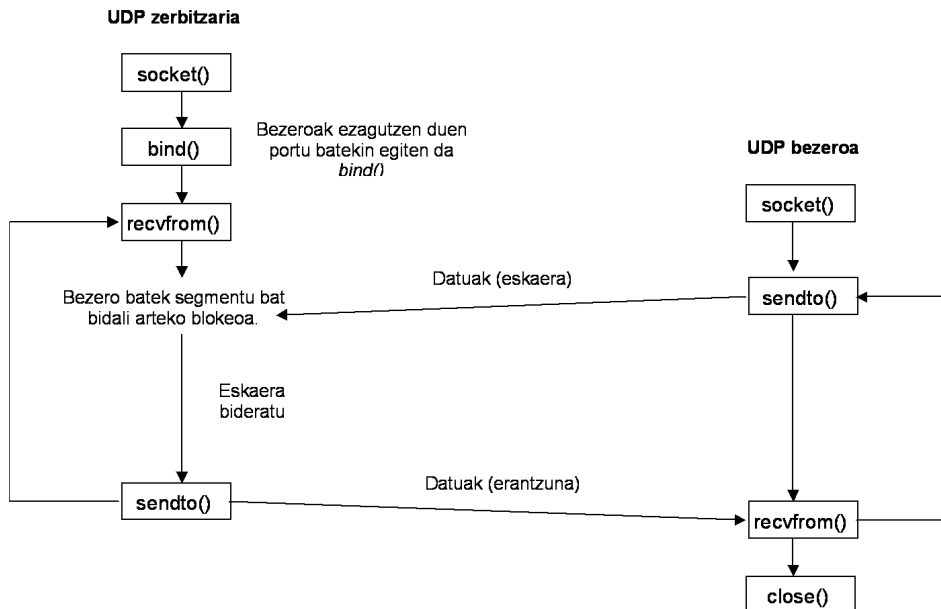 UDP zerbitzaria
socket()
bind()
Bezeroak ezagutzen duen
portu batekin egiten da
bind()
recvfrom()
Bezero batek segmentu bat
bidali arteko blokeoa.
Eskaera
bideratu
sendto()
Datuak (eskaera)
Datuak (erantzuna)
UDP bezeroa
socket()
sendto()
recvfrom()
close()